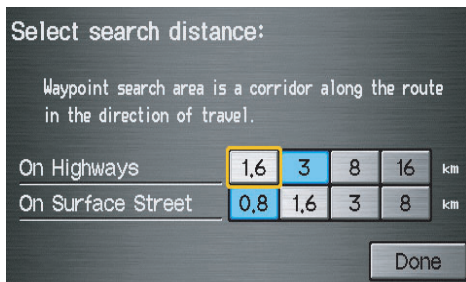 Select search distance:
Waypoint search area is a corridor along the route
in the direction of travel.
On Highways 1.6 3 8 16 km
On Surface Street 0.8 1.6 3 8 km
Done